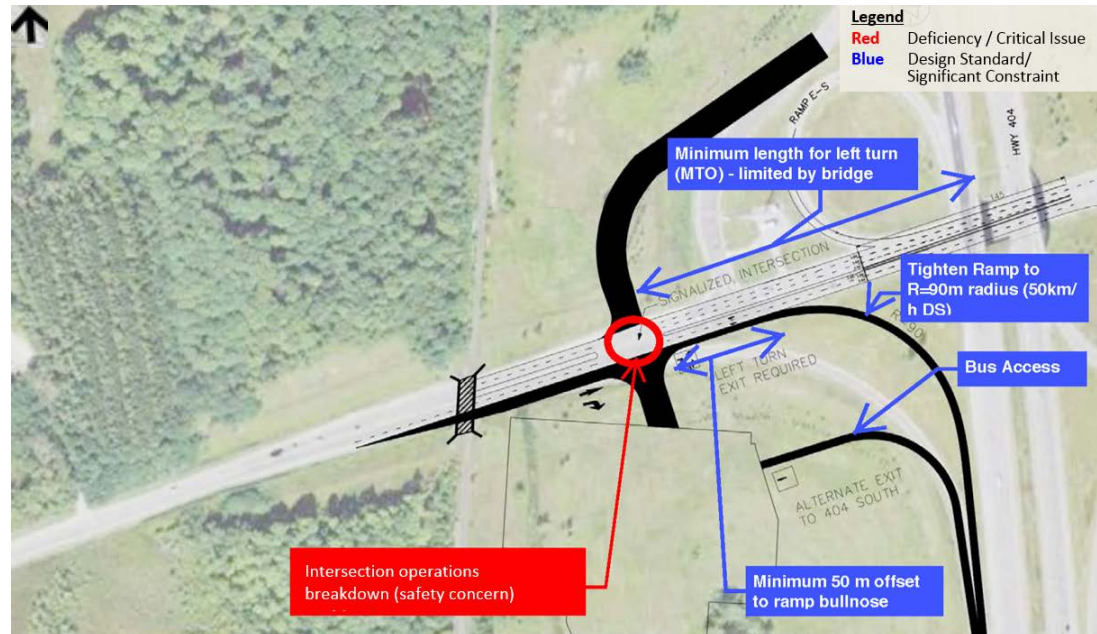 Legend
Red Deficiency / Critical Issue
Blue Design Standard/
Significant Constraint
RAMP E-S
HWY 404
Minimum length for left turn
(MTO) - limited by bridge
145
SIGNALIZED INTERSECTION
Tighten Ramp to
R=90m radius (50km/
h DS)
R=90
LEFT TURN
EXIT REQUIRED
Bus Access
ALTERNATE EXIT
TO 404 SOUTH
Intersection operations
breakdown (safety concern)
Minimum 50 m offset
to ramp bullnose